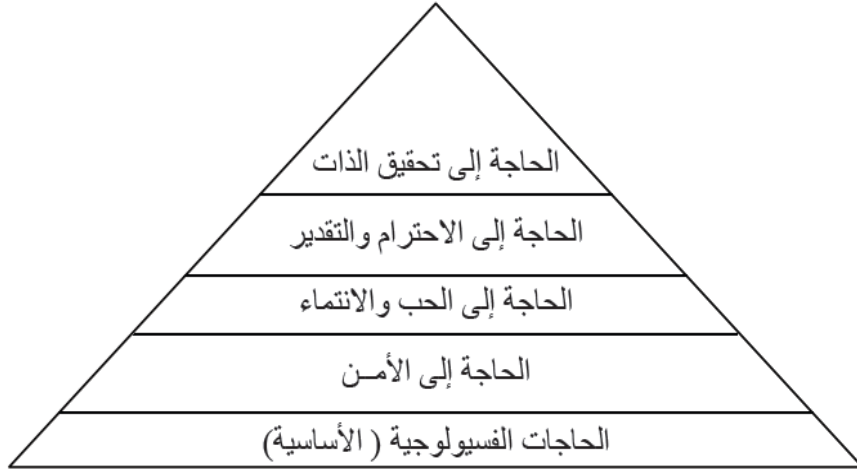 الحاجة إلى تحقيق الذات
الحاجة إلى الاحترام والتقدير
الحاجة إلى الحب والانتماء
الحاجة إلى الأمـن
الحاجات الفسيولوجية ( الأساسية)